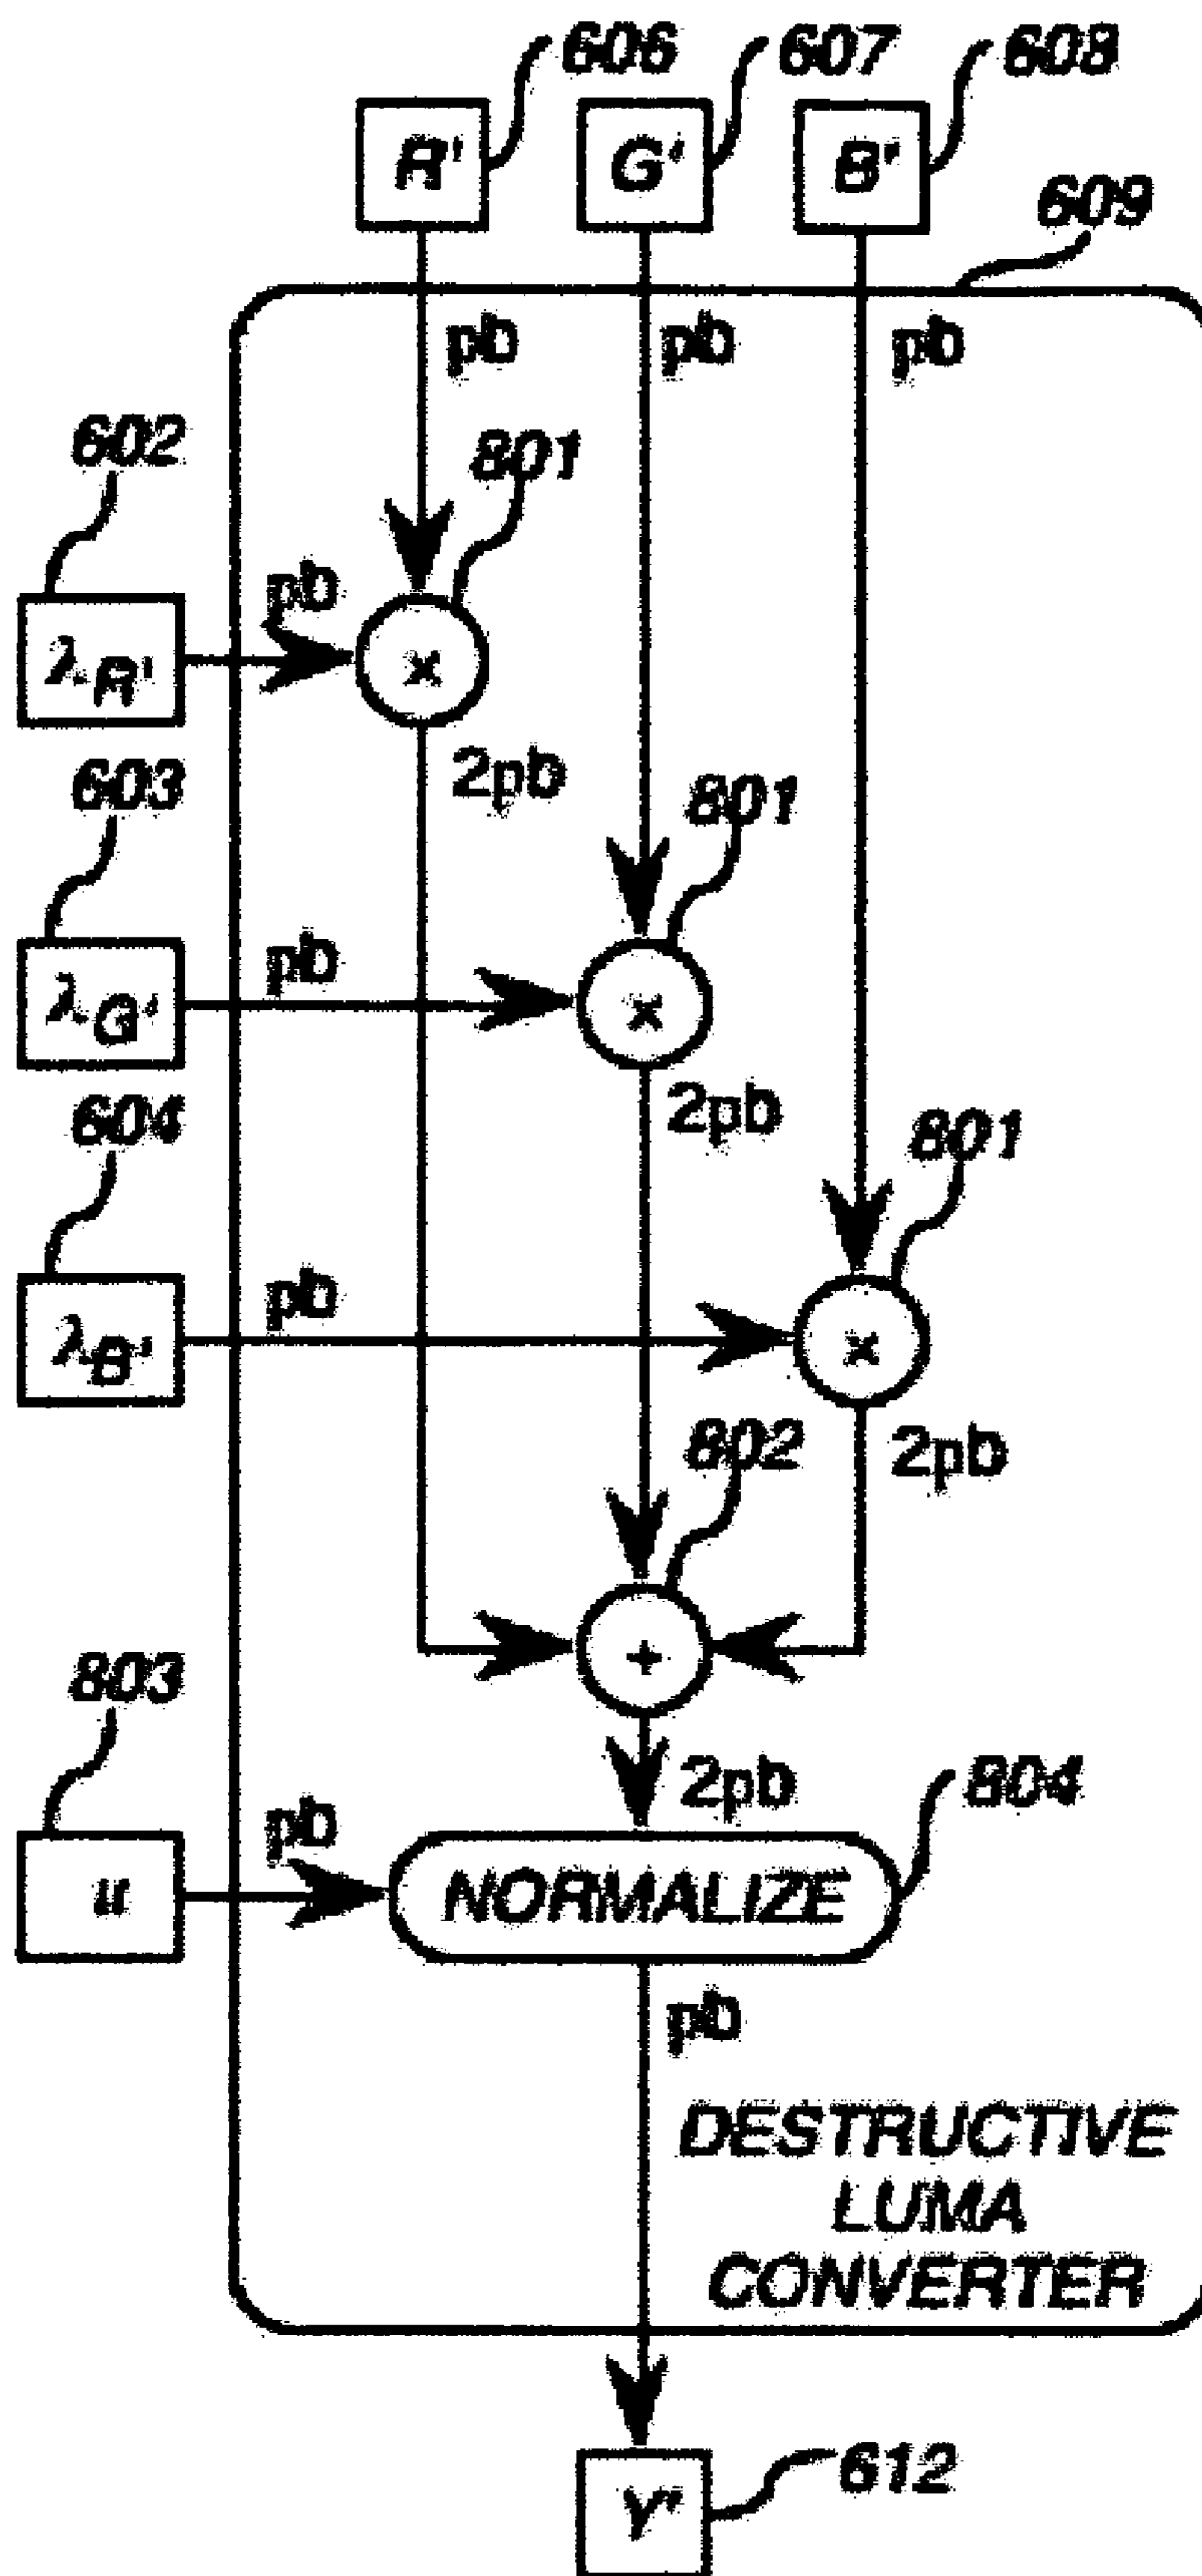 606 607 608
R' G' B'
609
pb pb pb
602 801
pb
λR' ×
2pb
603 801
pb
λG' ×
2pb
604 801
pb
λB' ×
802 2pb
+
803
2pb 804
pb
u NORMALIZE
pb
DESTRUCTIVE
LUMA
CONVERTER
612
Y'